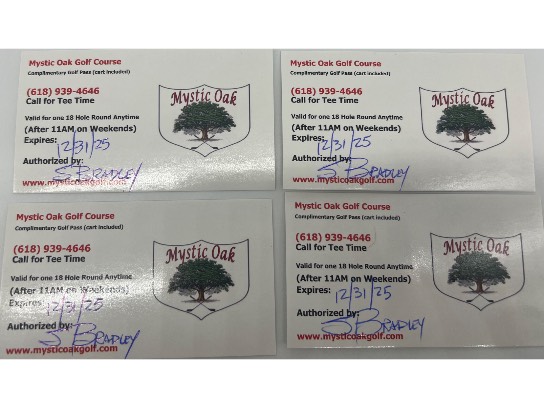 Mystic Oak Golf Course
Complimentary Golf Pass (cart included)
(618) 939-4646
Call for Tee Time
Valid for one 18 Hole Round Anytime
(After 11AM on Weekends)
Expires: 12/31/25
Authorized by: S Bradley
www.mysticoakgolf.com
Mystic Oak
Mystic Oak Golf Course
Complimentary Golf Pass (cart included)
(618) 939-4646
Call for Tee Time
Valid for one 18 Hole Round Anytime
(After 11AM on Weekends)
Expires: 12/31/25
Authorized by: S Bradley
www.mysticoakgolf.com
Mystic Oak
Mystic Oak Golf Course
Complimentary Golf Pass (cart included)
(618) 939-4646
Call for Tee Time
Valid for one 18 Hole Round Anytime
(After 11AM on Weekends)
Expires: 12/31/25
Authorized by: S Bradley
www.mysticoakgolf.com
Mystic Oak
Mystic Oak Golf Course
Complimentary Golf Pass (cart included)
(618) 939-4646
Call for Tee Time
Valid for one 18 Hole Round Anytime
(After 11AM on Weekends)
Expires: 12/31/25
Authorized by: S Bradley
www.mysticoakgolf.com
Mystic Oak